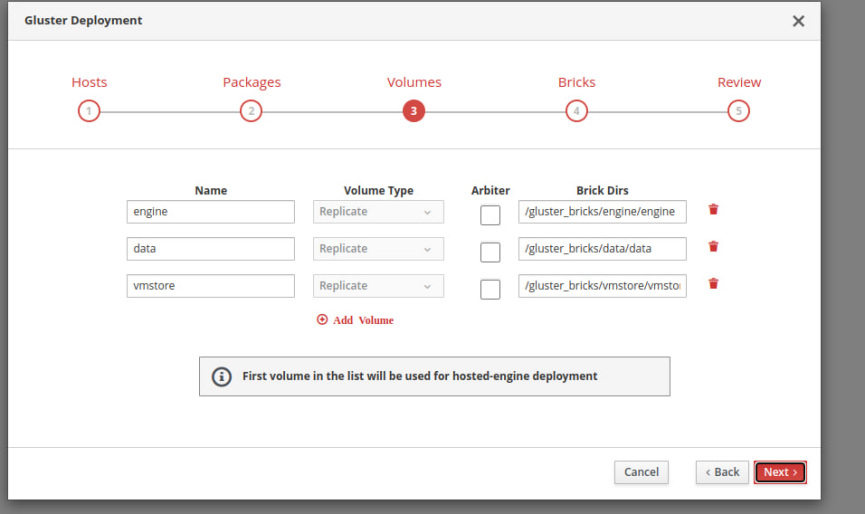 Gluster Deployment
Hosts Packages Volumes Bricks Review
1 2 3 4 5
Name Volume Type Arbiter Brick Dirs
engine Replicate /gluster_bricks/engine/engine
data Replicate /gluster_bricks/data/data
vmstore Replicate /gluster_bricks/vmstore/vmsto
Add Volume
First volume in the list will be used for hosted-engine deployment
Cancel < Back Next >